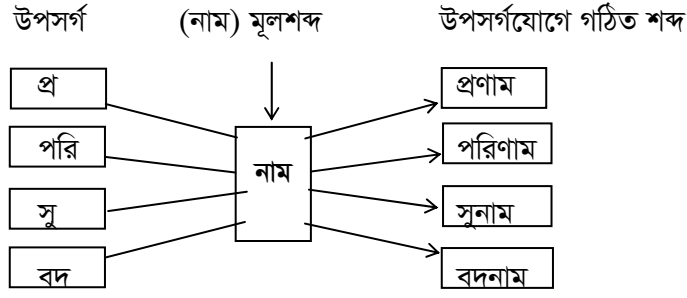 উপসর্গ (নাম) মূলশব্দ উপসর্গযোগে গঠিত শব্দ
প্র প্রণাম
পরি পরিণাম
নাম
সু সুনাম
বদ বদনাম